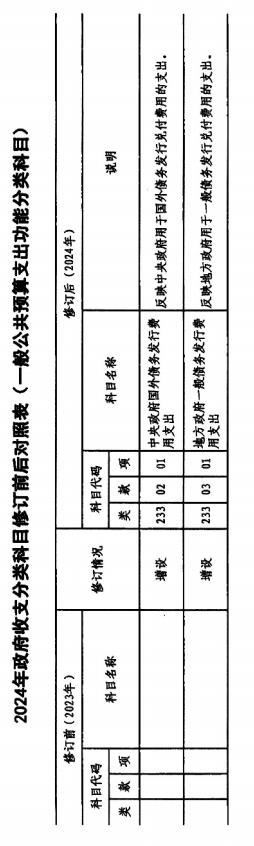 2024年政府收支分类科目修订前后对照表（一般公共预算支出功能分类科目）
修订前(2023年) 修订情况 修订后(2024年)
科目代码 科目名称 科目代码 科目名称 说明
类 款 项 类 款 项
增设 233 02 01 中央政府国外债务发行费用支出 反映中央政府用于国外债务发行兑付费用的支出。
增设 233 03 01 地方政府一般债务发行费用支出 反映地方政府用于一般债务发行兑付费用的支出。